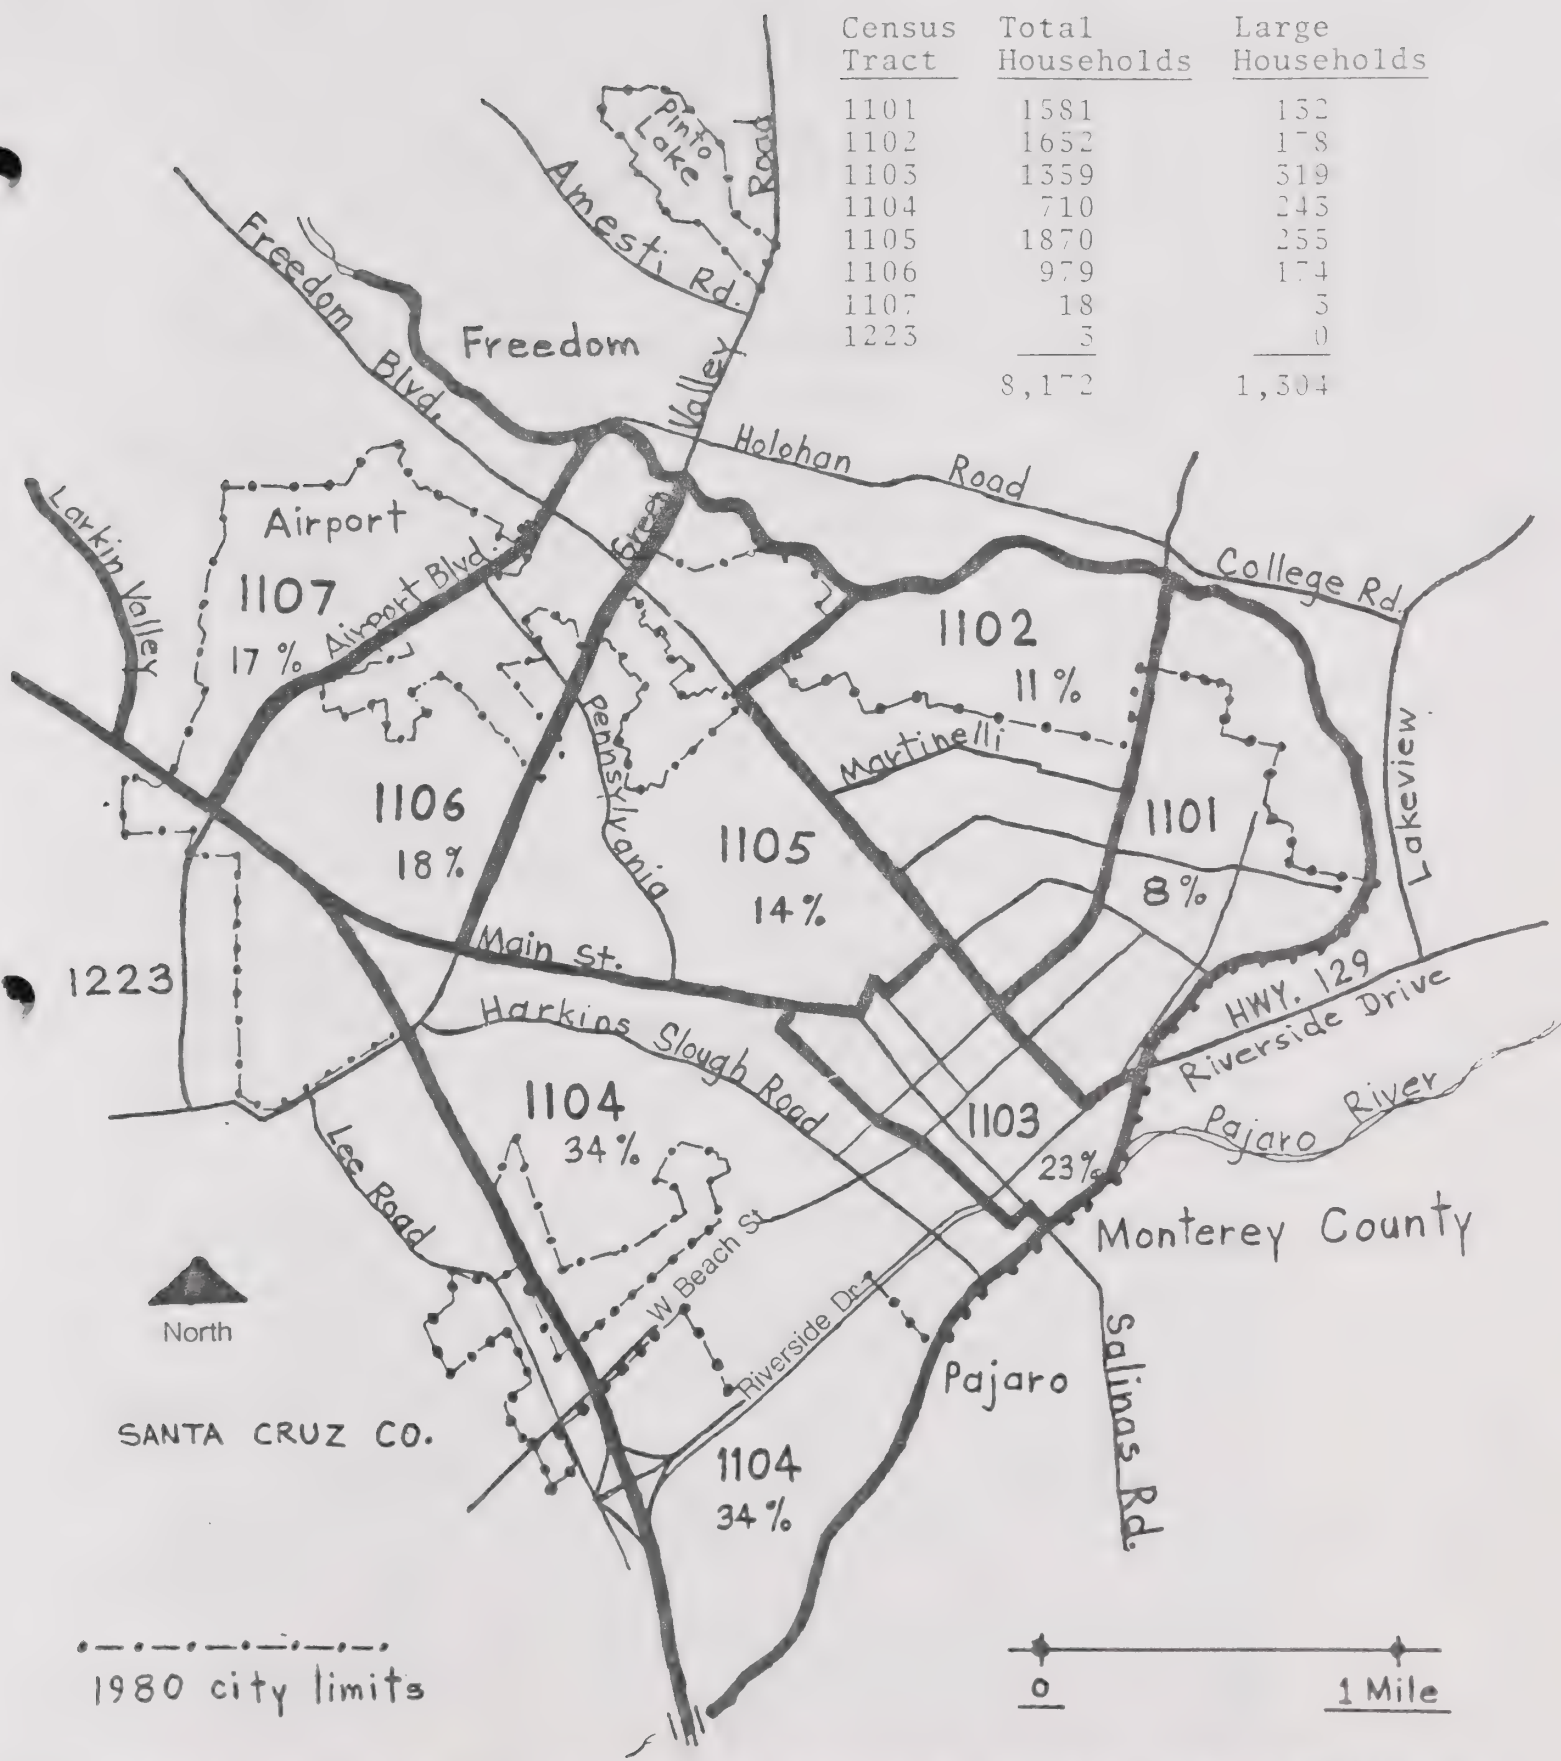 Census Total Large
Tract Households Households
1101 1581 132
1102 1652 178
1103 1359 319
1104 710 243
1105 1870 255
1106 979 174
1107 18 3
1223 3 0
8,172 1,304
Pinto
Lake
Road
Amesti Rd.
Freedom
Blvd.
Freedom
Valley
Green
Holohan Road
College Rd.
Larkin Valley
Airport
1107
17 %
Airport Blvd.
1102
11 %
Martinelli
Lakeview
Pennsylvania
1106
18 %
1105
14 %
1101
8 %
Main St.
1223
Harkins Slough Road
HWY. 129
Riverside Drive
1104
34 %
1103
23%
Pajaro River
Lee Road
Monterey County
W Beach St
Riverside Dr
North
Pajaro
Salinas Rd.
SANTA CRUZ CO.
1104
34 %
1980 city limits
0 1 Mile